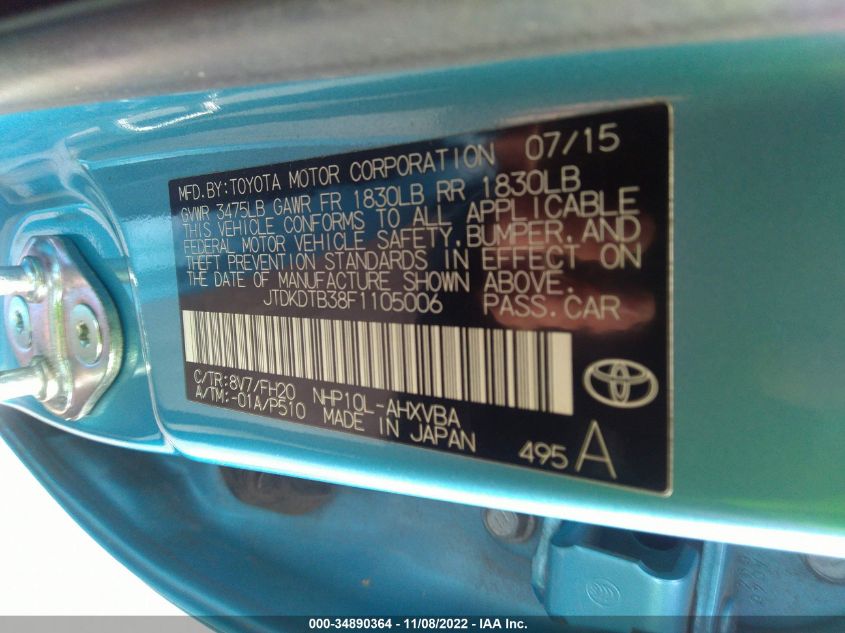 MFD.BY:TOYOTA MOTOR CORPORATION 07/15
GVWR 3475LB GAWR FR 1830LB RR 1830LB
THIS VEHICLE CONFORMS TO ALL APPLICABLE
FEDERAL MOTOR VEHICLE SAFETY,BUMPER,AND
THEFT PREVENTION STANDARDS IN EFFECT ON
THE DATE OF MANUFACTURE SHOWN ABOVE.
JTDKDTB38F1105006 PASS.CAR
C/TR:8V7/FH20 NHP10L-AHXVBA
A/TM:-01A/P510 MADE IN JAPAN
495 A
000-34890364 - 11/08/2022 - IAA Inc.